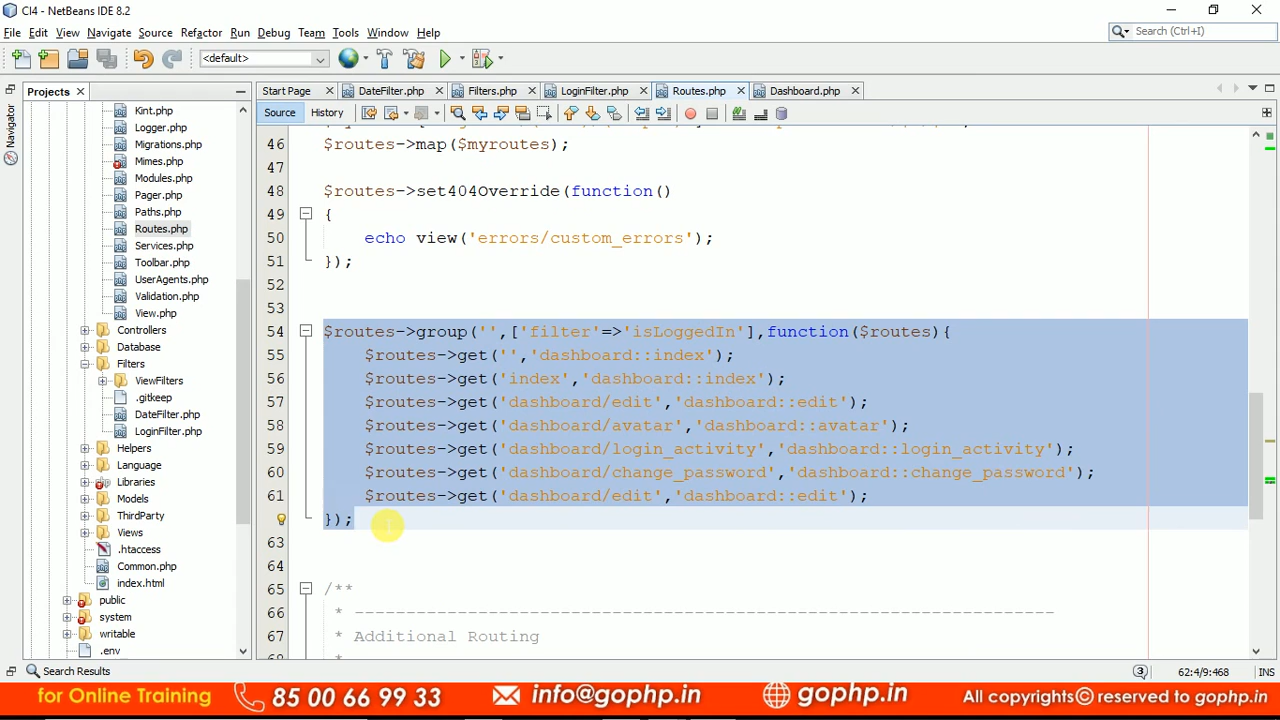 CI4 - NetBeans IDE 8.2
File Edit View Navigate Source Refactor Run Debug Team Tools Window Help
Search (Ctrl+I)
<default>
Projects
Start Page DateFilter.php Filters.php LoginFilter.php Routes.php Dashboard.php
Source History
Navigator
Kint.php
Logger.php
Migrations.php
Mimes.php
Modules.php
Pager.php
Paths.php
Routes.php
Services.php
Toolbar.php
UserAgents.php
Validation.php
View.php
Controllers
Database
Filters
ViewFilters
.gitkeep
DateFilter.php
LoginFilter.php
Helpers
Language
Libraries
Models
ThirdParty
Views
.htaccess
Common.php
index.html
public
system
writable
.env
46 $routes->map($myroutes);
47
48 $routes->set404Override(function()
49 {
50 echo view('errors/custom_errors');
51 });
52
53
54 $routes->group('',['filter'=>'isLoggedIn'],function($routes){
55 $routes->get('','dashboard::index');
56 $routes->get('index','dashboard::index');
57 $routes->get('dashboard/edit','dashboard::edit');
58 $routes->get('dashboard/avatar','dashboard::avatar');
59 $routes->get('dashboard/login_activity','dashboard::login_activity');
60 $routes->get('dashboard/change_password','dashboard::change_password');
61 $routes->get('dashboard/edit','dashboard::edit');
});
63
64
65 /**
66 * --------------------------------------------------------------------
67 * Additional Routing
Search Results
3 62:4/9:468 INS
for Online Training 85 00 66 99 33 info@gophp.in gophp.in All copyrights© reserved to gophp.in